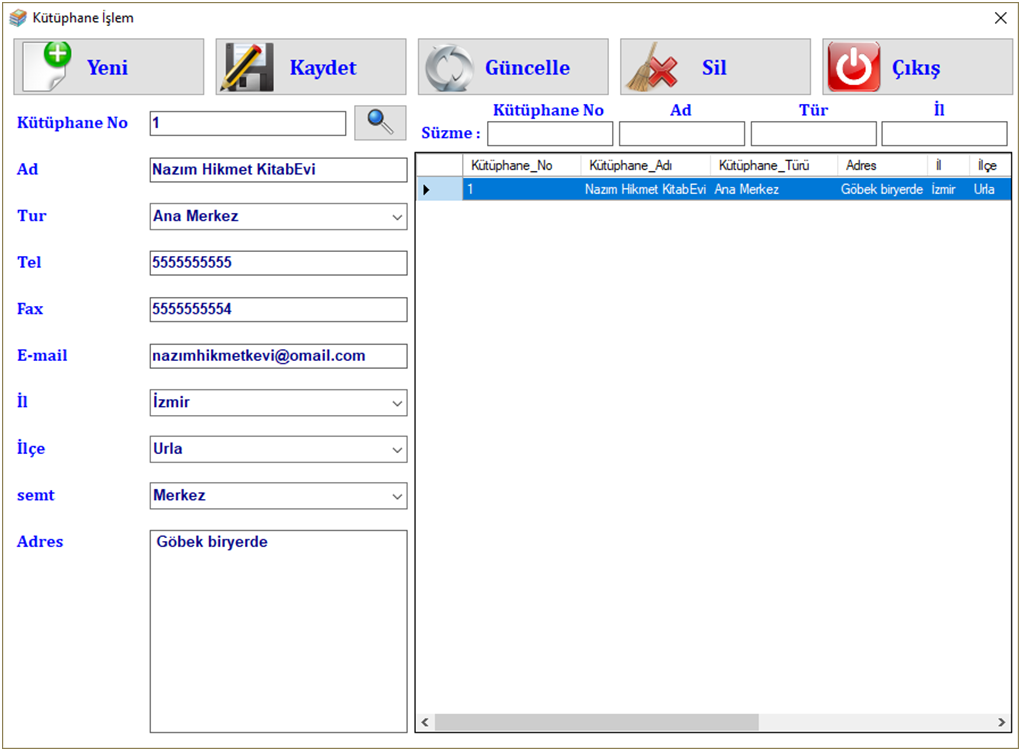 Kütüphane İşlem
Yeni Kaydet Güncelle Sil Çıkış
Kütüphane No 1
Ad Nazım Hikmet KitabEvi
Tur Ana Merkez
Tel 5555555555
Fax 5555555554
E-mail nazımhikmetkevi@omail.com
İl İzmir
İlçe Urla
semt Merkez
Adres Göbek biryerde
Kütüphane No Ad Tür İl
Süzme :
Kütüphane_No Kütüphane_Adı Kütüphane_Türü Adres İl İlçe
1 Nazım Hikmet KitabEvi Ana Merkez Göbek biryerde İzmir Urla